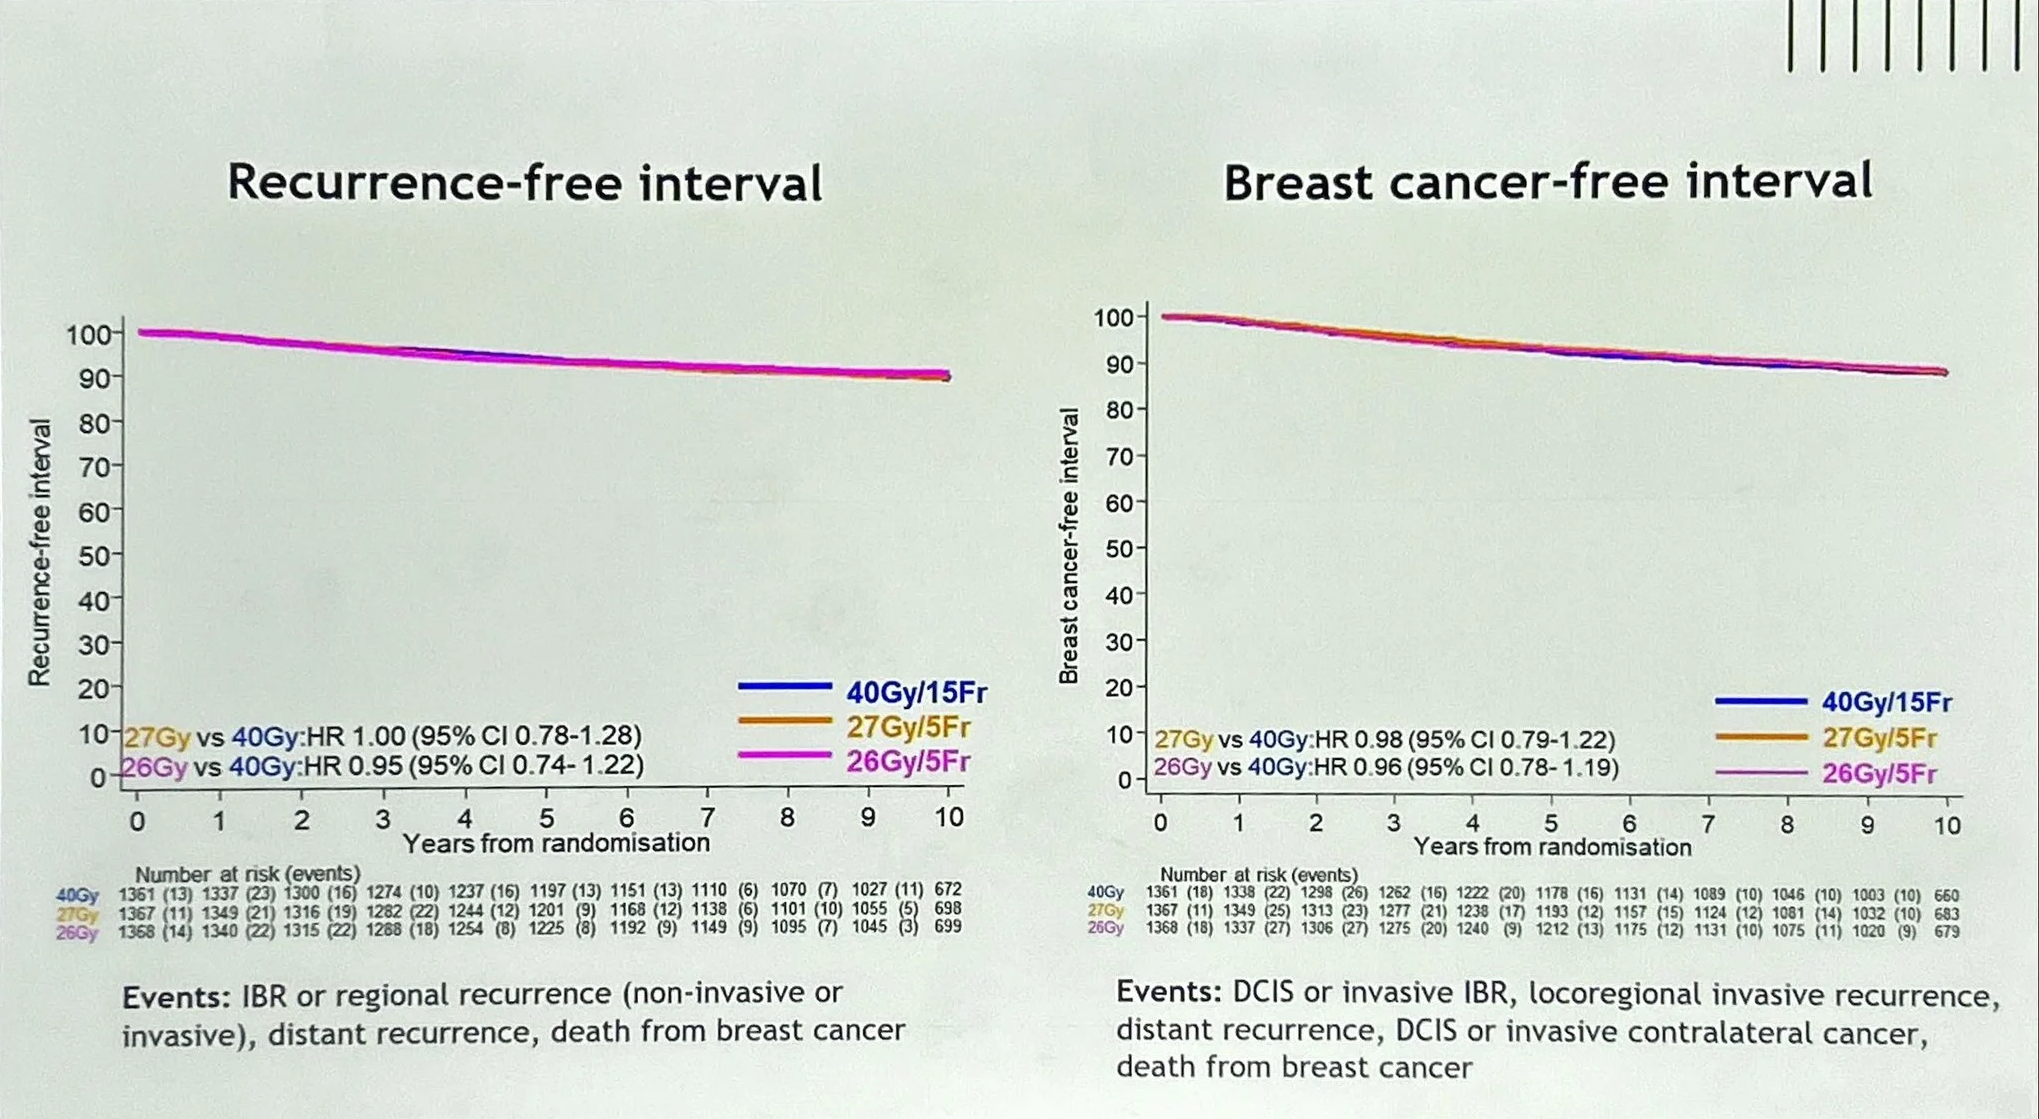 Recurrence-free interval
Recurrence-free interval
100
90
80
70
60
50
40
30
20
10
0
27Gy vs 40Gy:HR 1.00 (95% CI 0.78-1.28)
26Gy vs 40Gy:HR 0.95 (95% CI 0.74- 1.22)
40Gy/15Fr
27Gy/5Fr
26Gy/5Fr
0 1 2 3 4 5 6 7 8 9 10
Years from randomisation
Number at risk (events)
40Gy 1361 (13) 1337 (23) 1300 (16) 1274 (10) 1237 (16) 1197 (13) 1151 (13) 1110 (6) 1070 (7) 1027 (11) 672
27Gy 1367 (11) 1349 (21) 1316 (19) 1282 (22) 1244 (12) 1201 (9) 1168 (12) 1138 (6) 1101 (10) 1055 (5) 698
26Gy 1368 (14) 1340 (22) 1315 (22) 1288 (18) 1254 (8) 1225 (8) 1192 (9) 1149 (9) 1095 (7) 1045 (3) 699
Events: IBR or regional recurrence (non-invasive or
invasive), distant recurrence, death from breast cancer
Breast cancer-free interval
Breast cancer-free interval
100
90
80
70
60
50
40
30
20
10
0
27Gy vs 40Gy:HR 0.98 (95% CI 0.79-1.22)
26Gy vs 40Gy:HR 0.96 (95% CI 0.78- 1.19)
40Gy/15Fr
27Gy/5Fr
26Gy/5Fr
0 1 2 3 4 5 6 7 8 9 10
Years from randomisation
Number at risk (events)
40Gy 1361 (18) 1338 (22) 1298 (26) 1262 (16) 1222 (20) 1178 (16) 1131 (14) 1089 (10) 1046 (10) 1003 (10) 660
27Gy 1367 (11) 1349 (25) 1313 (23) 1277 (21) 1238 (17) 1193 (12) 1157 (15) 1124 (12) 1081 (14) 1032 (10) 683
26Gy 1368 (18) 1337 (27) 1306 (27) 1275 (20) 1240 (9) 1212 (13) 1175 (12) 1131 (10) 1075 (11) 1020 (9) 679
Events: DCIS or invasive IBR, locoregional invasive recurrence,
distant recurrence, DCIS or invasive contralateral cancer,
death from breast cancer